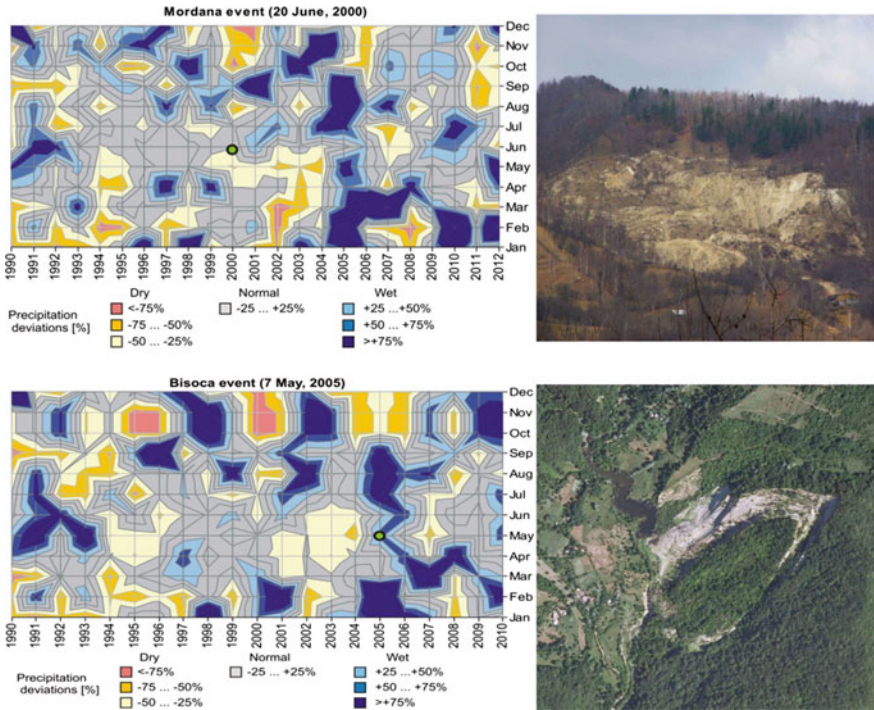 Mordana event (20 June, 2000)
Dec
Nov
Oct
Sep
Aug
Jul
Jun
May
Apr
Mar
Feb
Jan
1990 1991 1992 1993 1994 1995 1996 1997 1998 1999 2000 2001 2002 2003 2004 2005 2006 2007 2008 2009 2010 2011 2012
Dry Normal Wet
Precipitation deviations [%]
<-75% -25 ... +25% +25 ...+50%
-75 ... -50% +50 ... +75%
-50 ... -25% >+75%
Bisoca event (7 May, 2005)
Dec
Nov
Oct
Sep
Aug
Jul
Jun
May
Apr
Mar
Feb
Jan
1990 1991 1992 1993 1994 1995 1996 1997 1998 1999 2000 2001 2002 2003 2004 2005 2006 2007 2008 2009 2010
Dry Normal Wet
Precipitation deviations [%]
<-75% -25 ... +25% +25 ...+50%
-75 ... -50% +50 ... +75%
-50 ... -25% >+75%